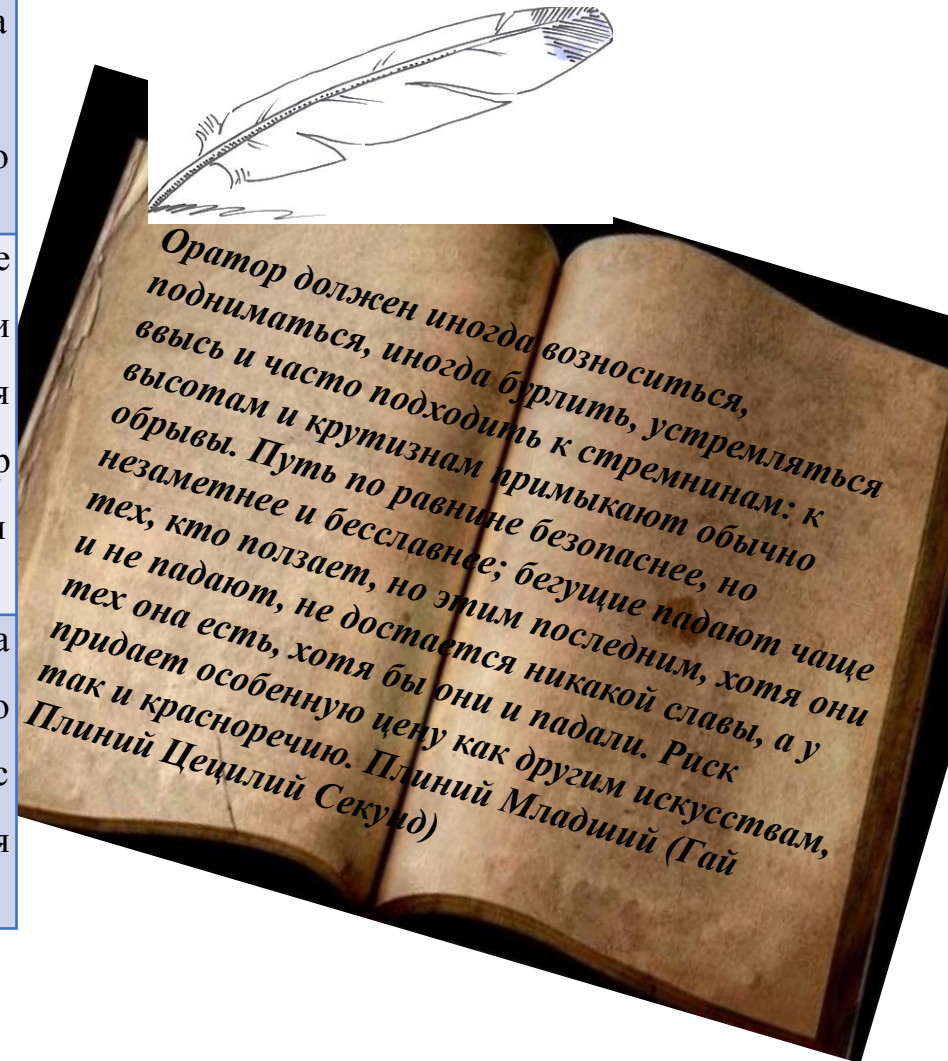 а
о
е
и
я
р
а
о
с
я
Оратор должен иногда возноситься,
подниматься, иногда бурлить, устремляться
ввысь и часто подходить к стремнинам: к
высотам и крутизнам примыкают обычно
обрывы. Путь по равнине безопаснее, но
незаметнее и бесславнее; бегущие падают чаще
тех, кто ползает, но этим последним, хотя они
и не падают, не достается никакой славы, а у
тех она есть, хотя бы они и падали. Риск
придает особенную цену как другим искусствам,
так и красноречию. Плиний Младший (Гай
Плиний Цецилий Секунд)